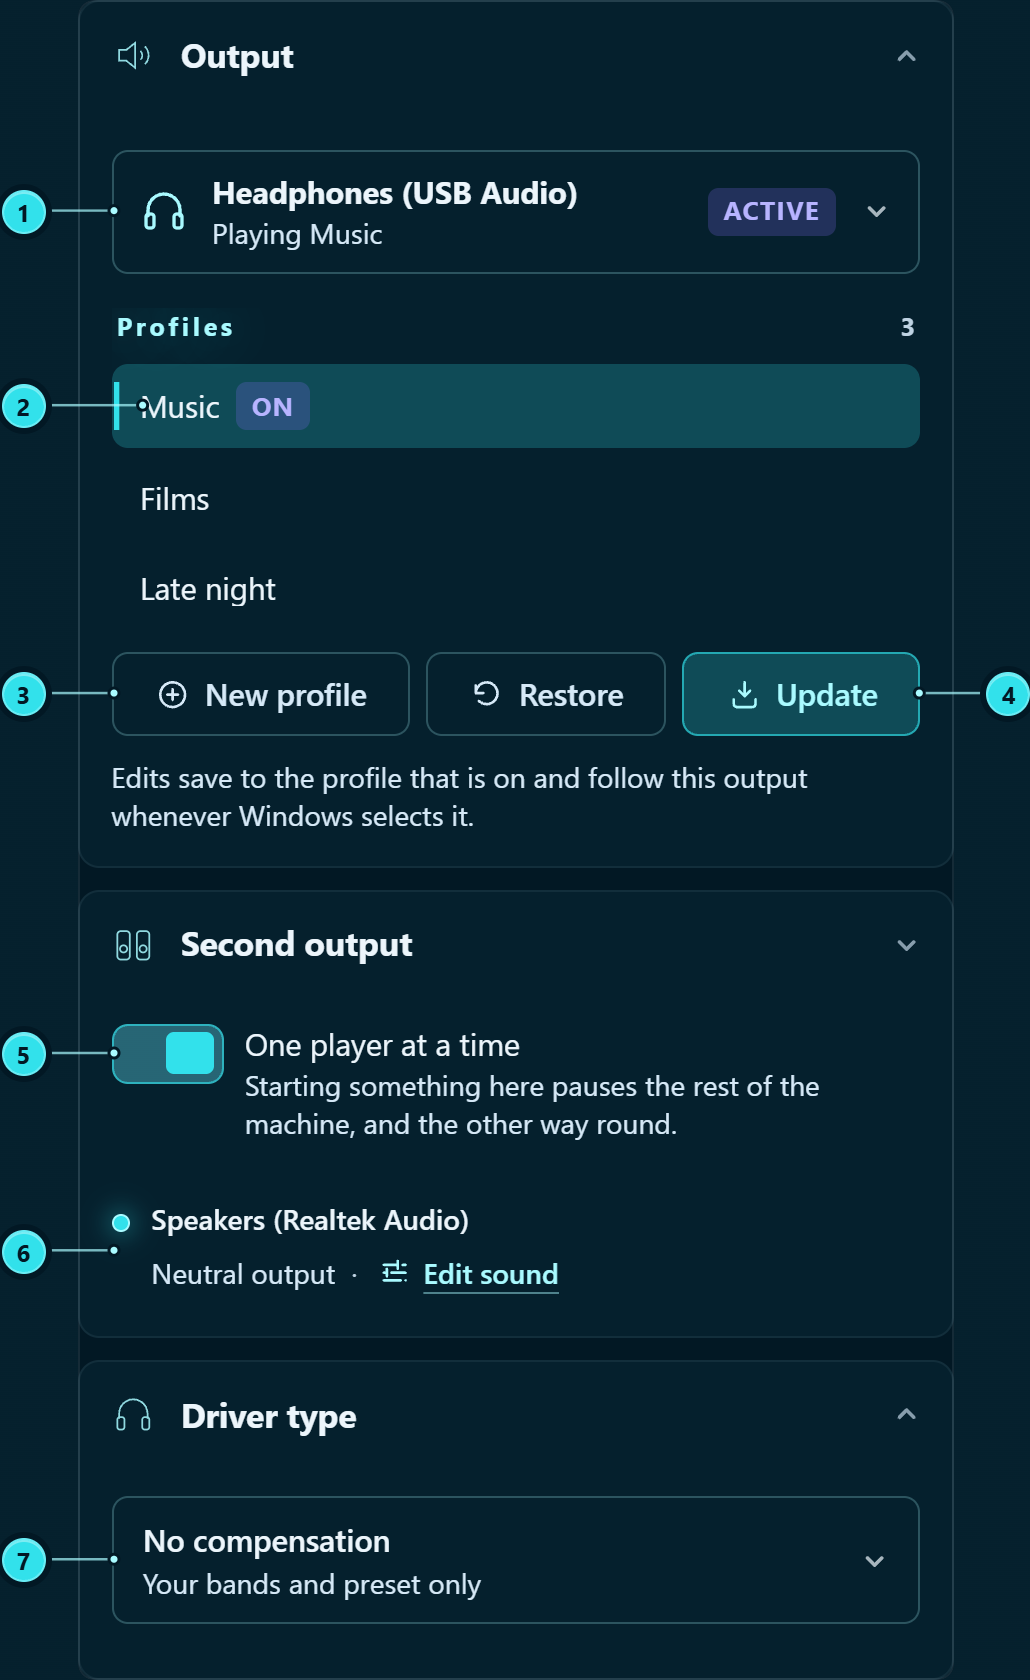 Output
1
Headphones (USB Audio)
Playing Music
ACTIVE
Profiles
3
2
Music
ON
Films
Late night
3
New profile
Restore
Update
4
Edits save to the profile that is on and follow this output
whenever Windows selects it.
Second output
5
One player at a time
Starting something here pauses the rest of the
machine, and the other way round.
6
Speakers (Realtek Audio)
Neutral output · Edit sound
Driver type
7
No compensation
Your bands and preset only